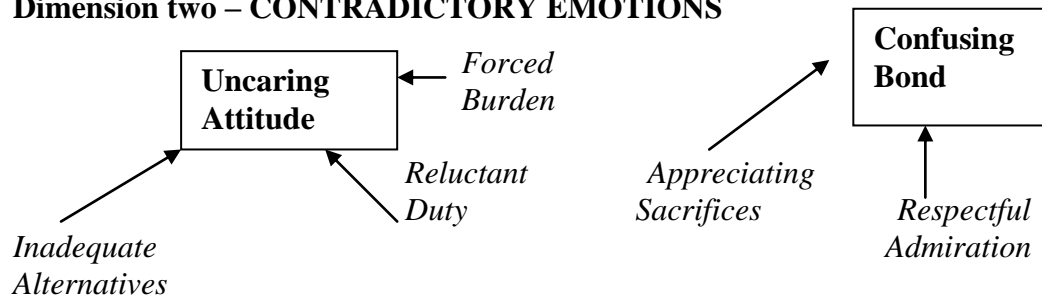 Dimension two – CONTRADICTORY EMOTIONS
Uncaring
Attitude
Forced
Burden
Reluctant
Duty
Inadequate
Alternatives
Confusing
Bond
Appreciating
Sacrifices
Respectful
Admiration